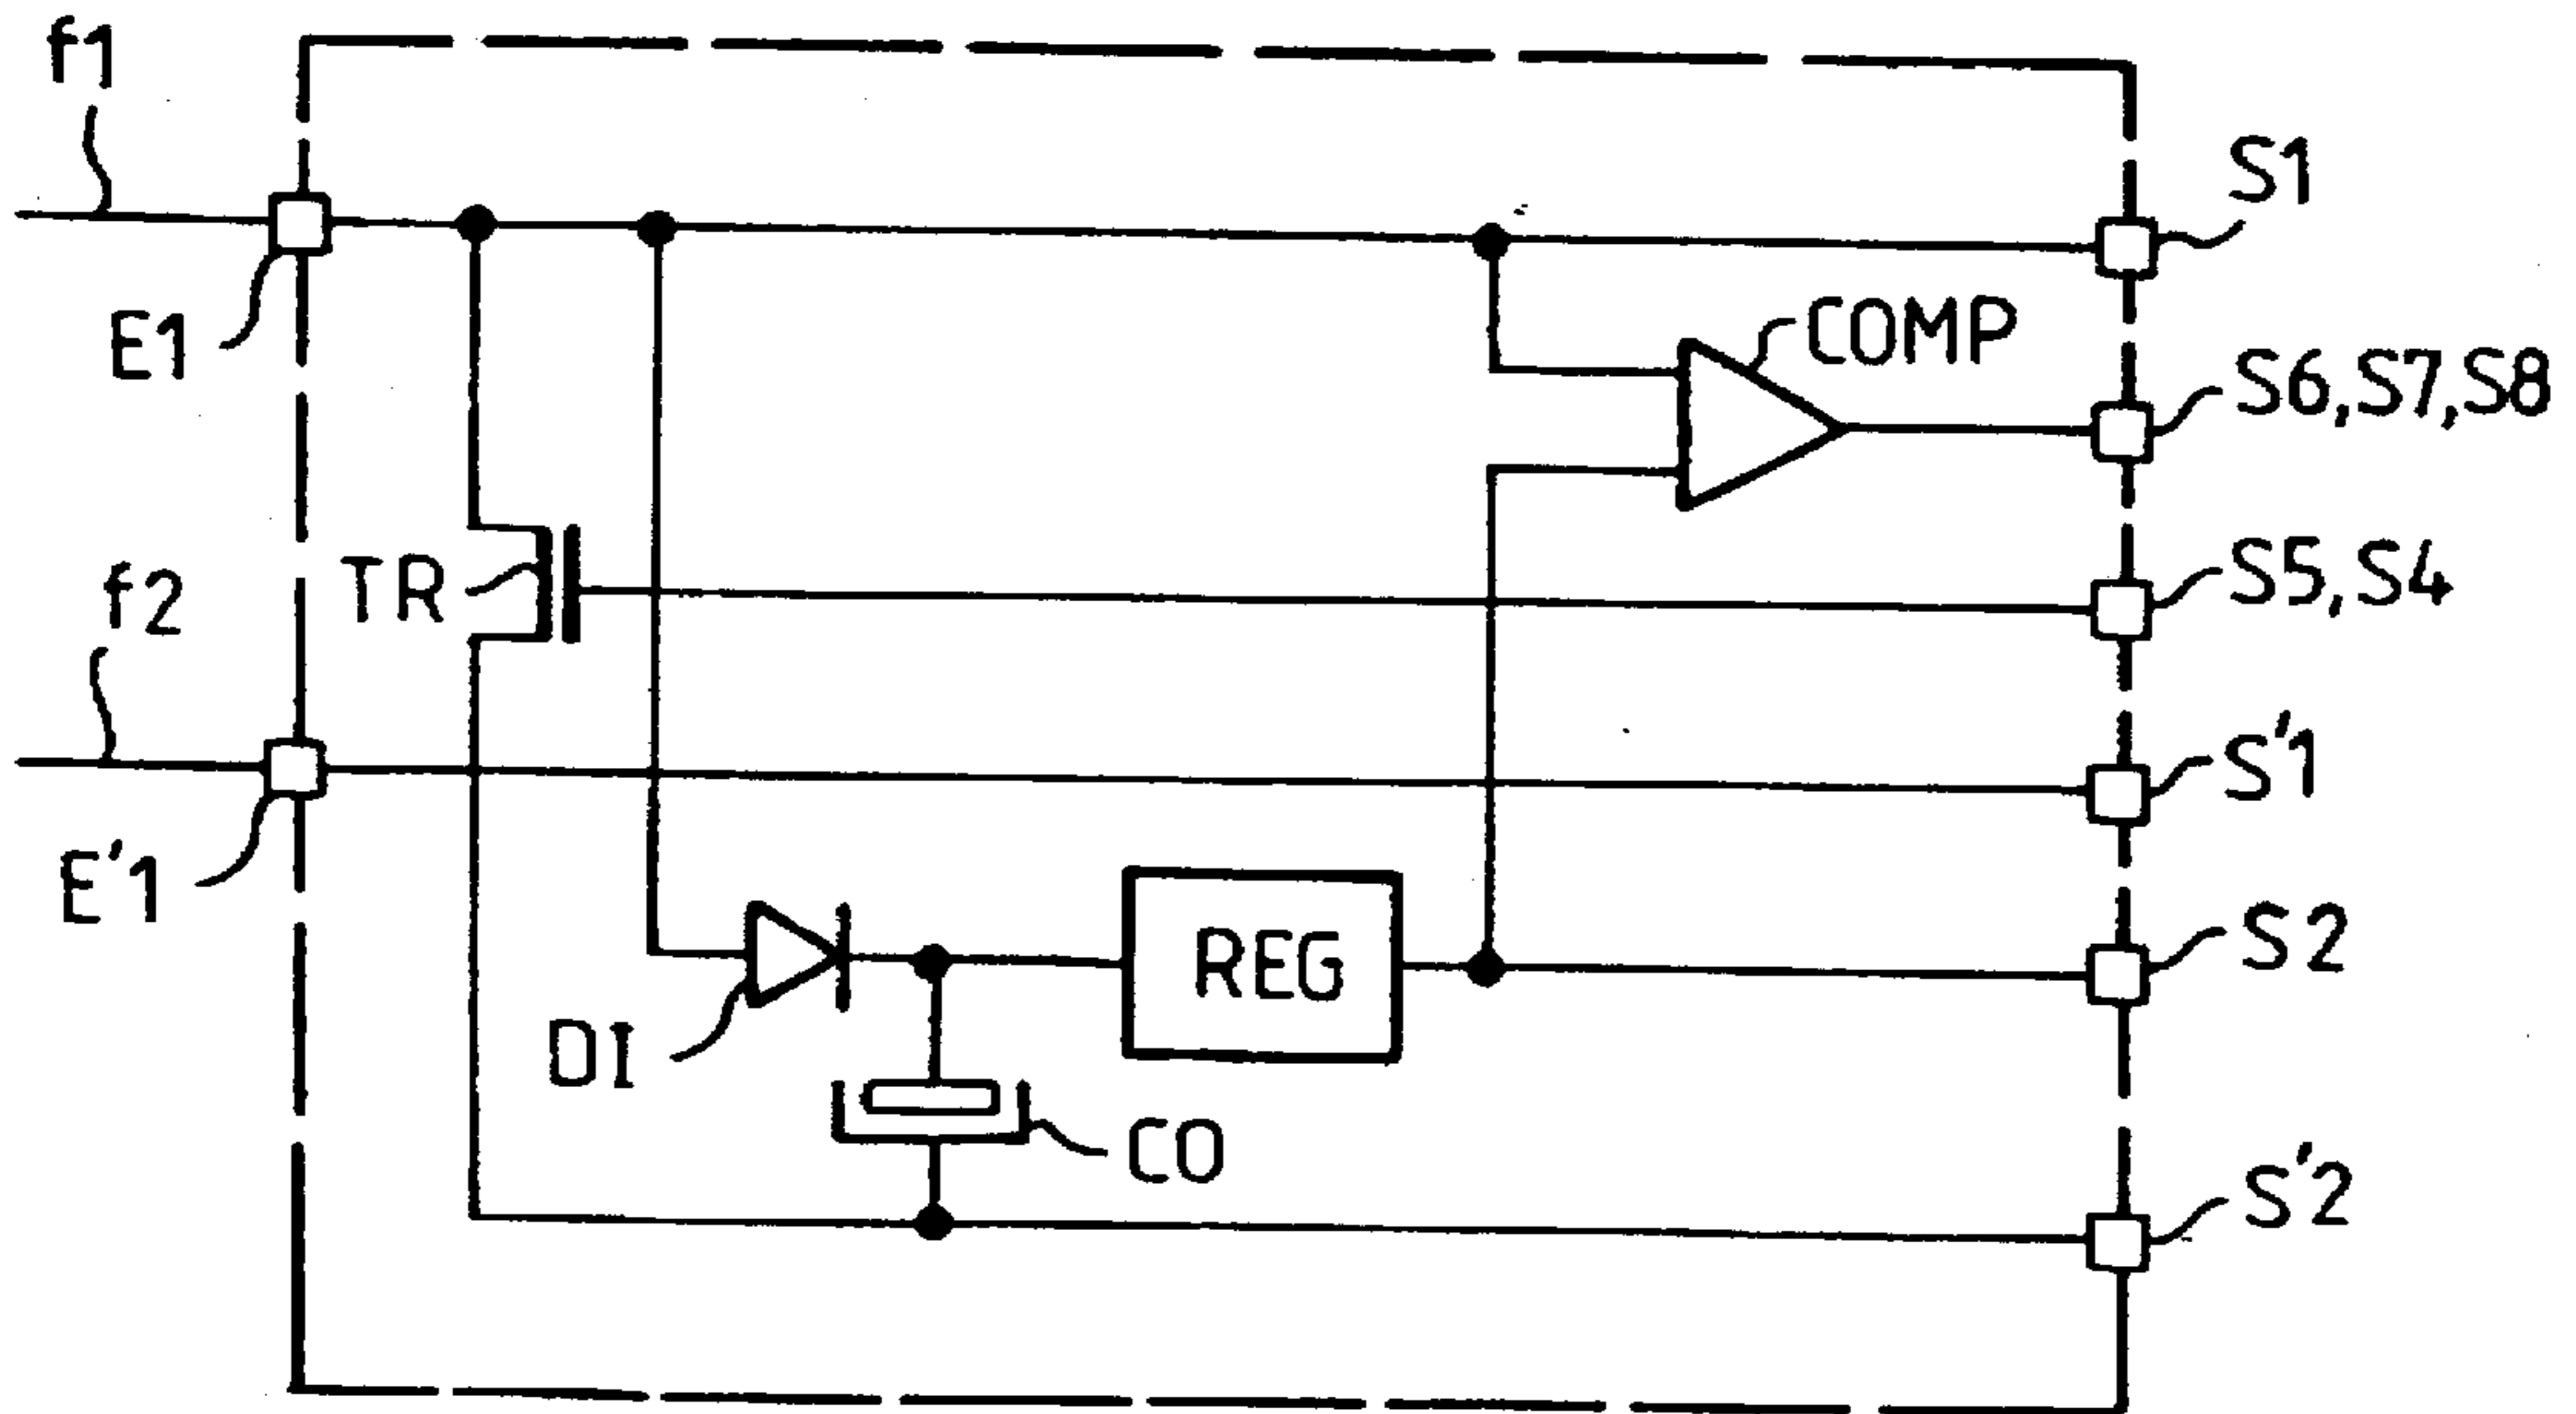 f1
S1
E1
COMP
S6,S7,S8
TR
S5,S4
f2
S'1
E'1
REG
S2
DI
CO
S'2